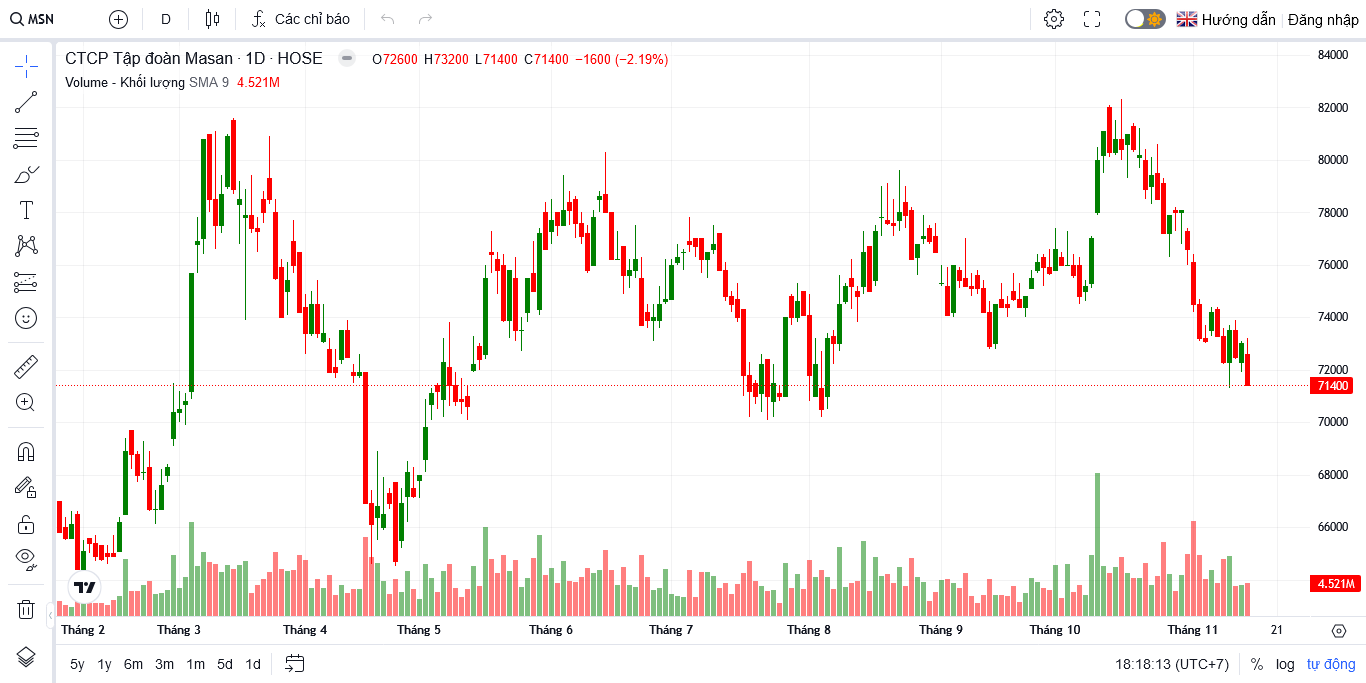 MSN D Các chỉ báo Hướng dẫn Đăng nhập
CTCP Tập đoàn Masan · 1D · HOSE O72600 H73200 L71400 C71400 −1600 (−2.19%)
Volume - Khối lượng SMA 9 4.521M
84000
82000
80000
78000
76000
74000
72000
71400
70000
68000
66000
4.521M
Tháng 2 Tháng 3 Tháng 4 Tháng 5 Tháng 6 Tháng 7 Tháng 8 Tháng 9 Tháng 10 Tháng 11 21
5y 1y 6m 3m 1m 5d 1d 18:18:13 (UTC+7) % log tự động